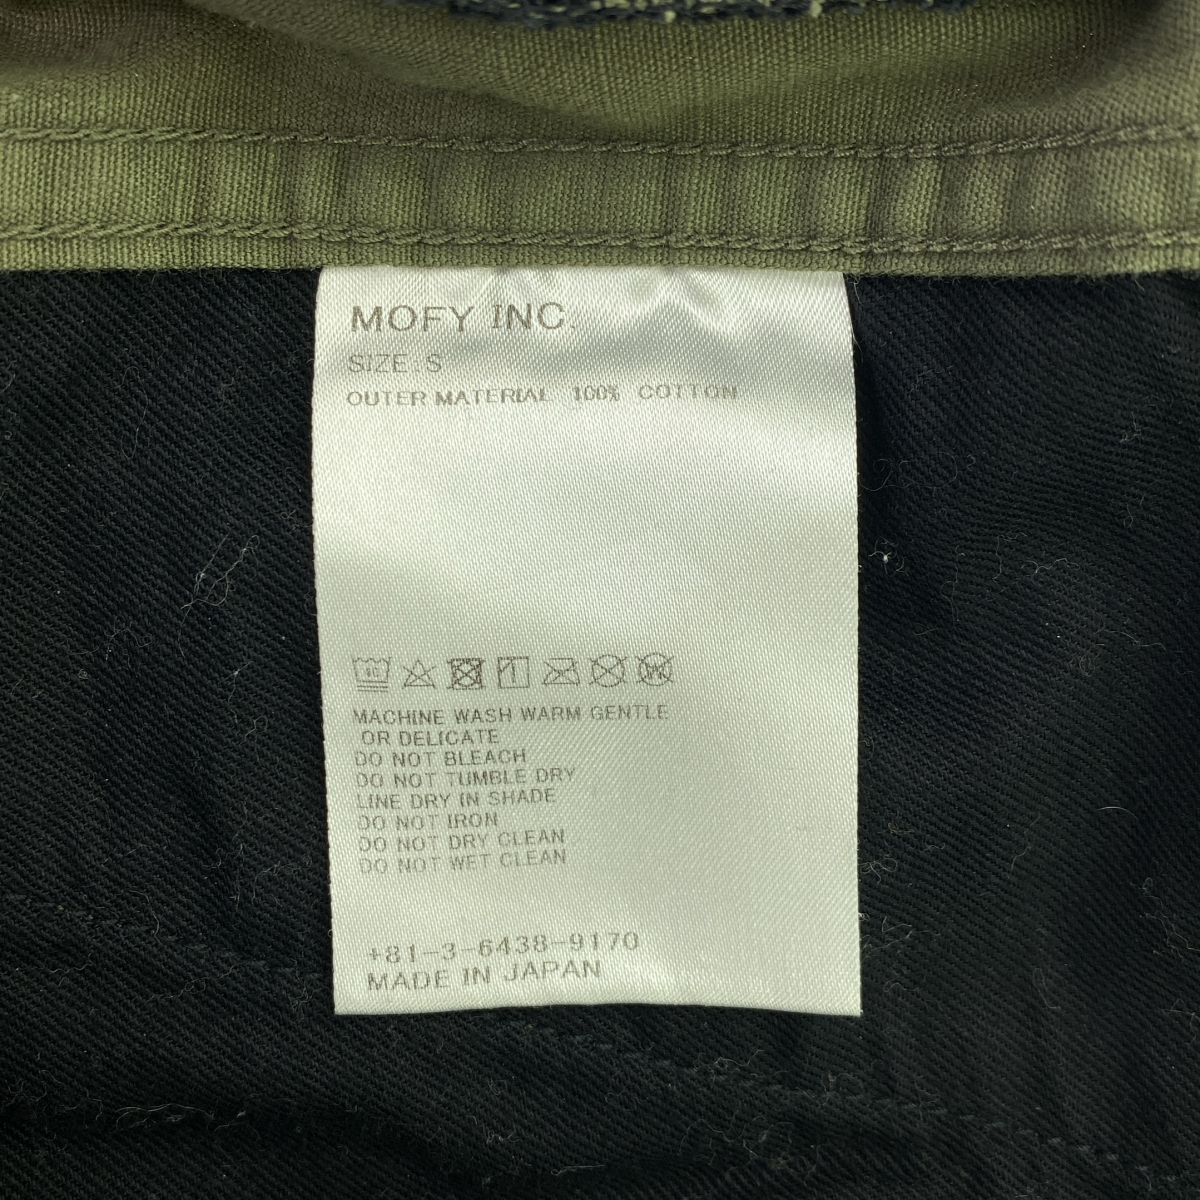 MOFY INC.
SIZE:S
OUTER MATERIAL 100% COTTON
40
MACHINE WASH WARM GENTLE
OR DELICATE
DO NOT BLEACH
DO NOT TUMBLE DRY
LINE DRY IN SHADE
DO NOT IRON
DO NOT DRY CLEAN
DO NOT WET CLEAN
+81-3-6438-9170
MADE IN JAPAN